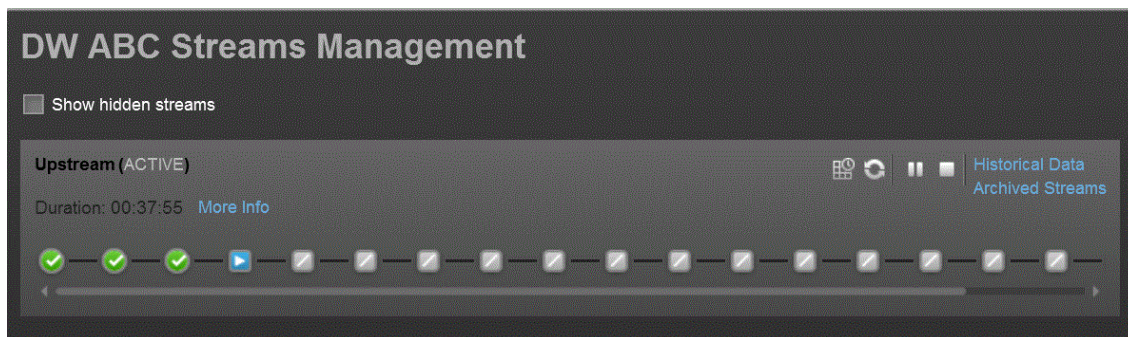 DW ABC Streams Management
Show hidden streams
Upstream (ACTIVE)
Historical Data
Archived Streams
Duration: 00:37:55 More Info